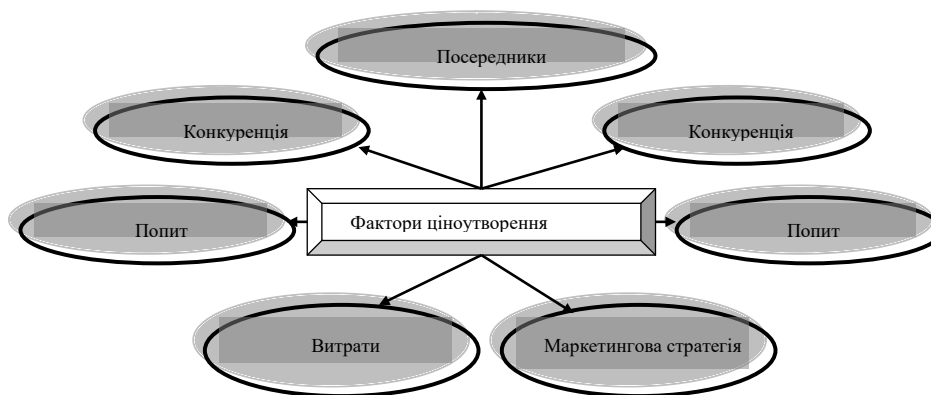 Посередники
Конкуренція
Конкуренція
Фактори ціноутворення
Попит
Попит
Витрати
Маркетингова стратегія